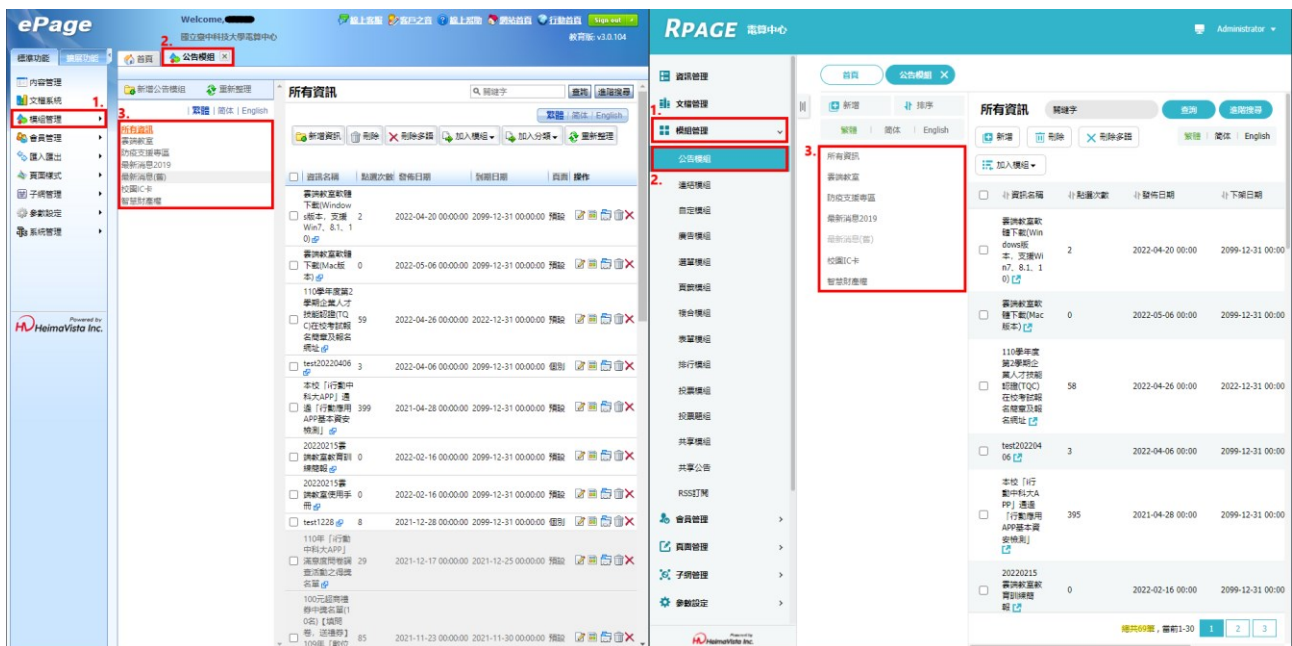 ePage
Welcome,
國立臺中科技大學電算中心
線上客服
客戶之音
線上幫助
網站首頁
行動首頁
Sign out
教育版: v3.0.104
標準功能
擴展功能
2.
首頁
公告模組
內容管理
文檔系統
1.
模組管理
會員管理
匯入匯出
頁面樣式
子網管理
參數設定
系統管理
Powered by
HeimaVista Inc.
新增公告模組
重新整理
繁體 | 简体 | English
3.
所有資訊
雲端教室
防疫支援專區
最新消息2019
最新消息(舊)
校園IC卡
智慧財產權
所有資訊
關鍵字
查詢
進階搜尋
繁體 | 简体 | English
新增資訊
刪除
刪除多語
加入模組
加入分類
重新整理
資訊名稱
點選次數
發佈日期
到期日期
頁面
操作
雲端教室軟體
下載(Window
s版本，支援
Win7、8.1、1
0)
2
2022-04-20 00:00:00
2099-12-31 00:00:00
預設
雲端教室軟體
下載(Mac版
本)
0
2022-05-06 00:00:00
2099-12-31 00:00:00
預設
110學年度第2
學期企業人才
技能認證(TQ
C)在校考試報
名簡章及報名
網址
59
2022-04-26 00:00:00
2022-12-31 00:00:00
預設
test20220406
3
2022-04-06 00:00:00
2099-12-31 00:00:00
個別
本校「i行動中
科大APP」通
過「行動應用
APP基本資安
檢測」
399
2021-04-28 00:00:00
2099-12-31 00:00:00
預設
20220215雲
端教室教育訓
練簡報
0
2022-02-16 00:00:00
2099-12-31 00:00:00
預設
20220215雲
端教室使用手
冊
0
2022-02-16 00:00:00
2099-12-31 00:00:00
預設
test1228
8
2021-12-28 00:00:00
2099-12-31 00:00:00
個別
110年「i行動
中科大APP」
滿意度問卷調
查活動之得獎
名單
29
2021-12-17 00:00:00
2021-12-25 00:00:00
預設
100元超商禮
券中獎名單(1
0名)【填問
卷，送禮券】
85
2021-11-23 00:00:00
2021-11-30 00:00:00
預設
RPAGE 電算中心
Administrator
資訊管理
文檔管理
1.
模組管理
公告模組
2.
連結模組
自定模組
廣告模組
選單模組
頁籤模組
複合模組
表單模組
排行模組
投票模組
投票題組
共享模組
共享公告
RSS訂閱
會員管理
頁面管理
子網管理
參數設定
Powered by
HeimaVista Inc.
首頁
公告模組
新增
排序
繁體 | 简体 | English
3.
所有資訊
雲端教室
防疫支援專區
最新消息2019
最新消息(舊)
校園IC卡
智慧財產權
所有資訊
關鍵字
查詢
進階搜尋
新增
刪除
刪除多語
繁體 | 简体 | English
加入模組
資訊名稱
點選次數
發佈日期
下架日期
雲端教室軟
體下載(Win
dows版
本，支援Wi
n7、8.1、1
0)
2
2022-04-20 00:00
2099-12-31 00:00
雲端教室軟
體下載(Mac
版本)
0
2022-05-06 00:00
2099-12-31 00:00
110學年度
第2學期企
業人才技能
認證(TQC)
在校考試報
名簡章及報
名網址
58
2022-04-26 00:00
2022-12-31 00:00
test202204
06
3
2022-04-06 00:00
2099-12-31 00:00
本校「i行
動中科大A
PP」通過
「行動應用
APP基本資
安檢測」
395
2021-04-28 00:00
2099-12-31 00:00
20220215
雲端教室教
育訓練簡
報
0
2022-02-16 00:00
2099-12-31 00:00
總共69筆，當前1-30
1
2
3